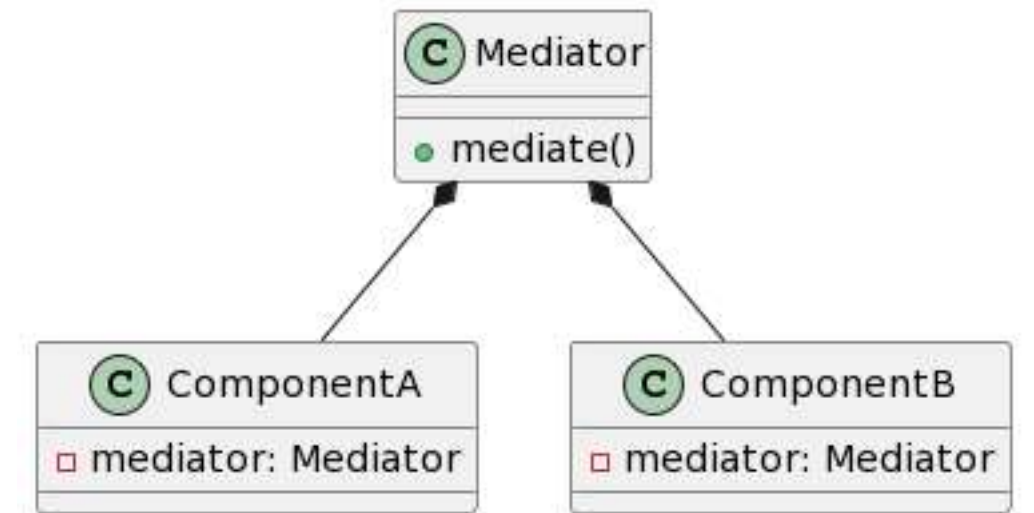 C Mediator
mediate()
C ComponentA
mediator: Mediator
C ComponentB
mediator: Mediator